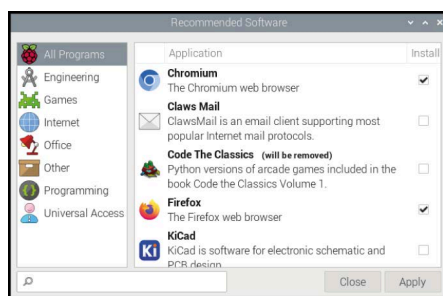 Recommended Software
All Programs
Engineering
Games
Internet
Office
Other
Programming
Universal Access
Application Install
Chromium
The Chromium web browser
Claws Mail
ClawsMail is an email client supporting most
popular Internet mail protocols.
Code The Classics (will be removed)
Python versions of arcade games included in the
book Code the Classics Volume 1.
Firefox
The Firefox web browser
KiCad
Ki
KiCad is software for electronic schematic and
PCB design
Close Apply